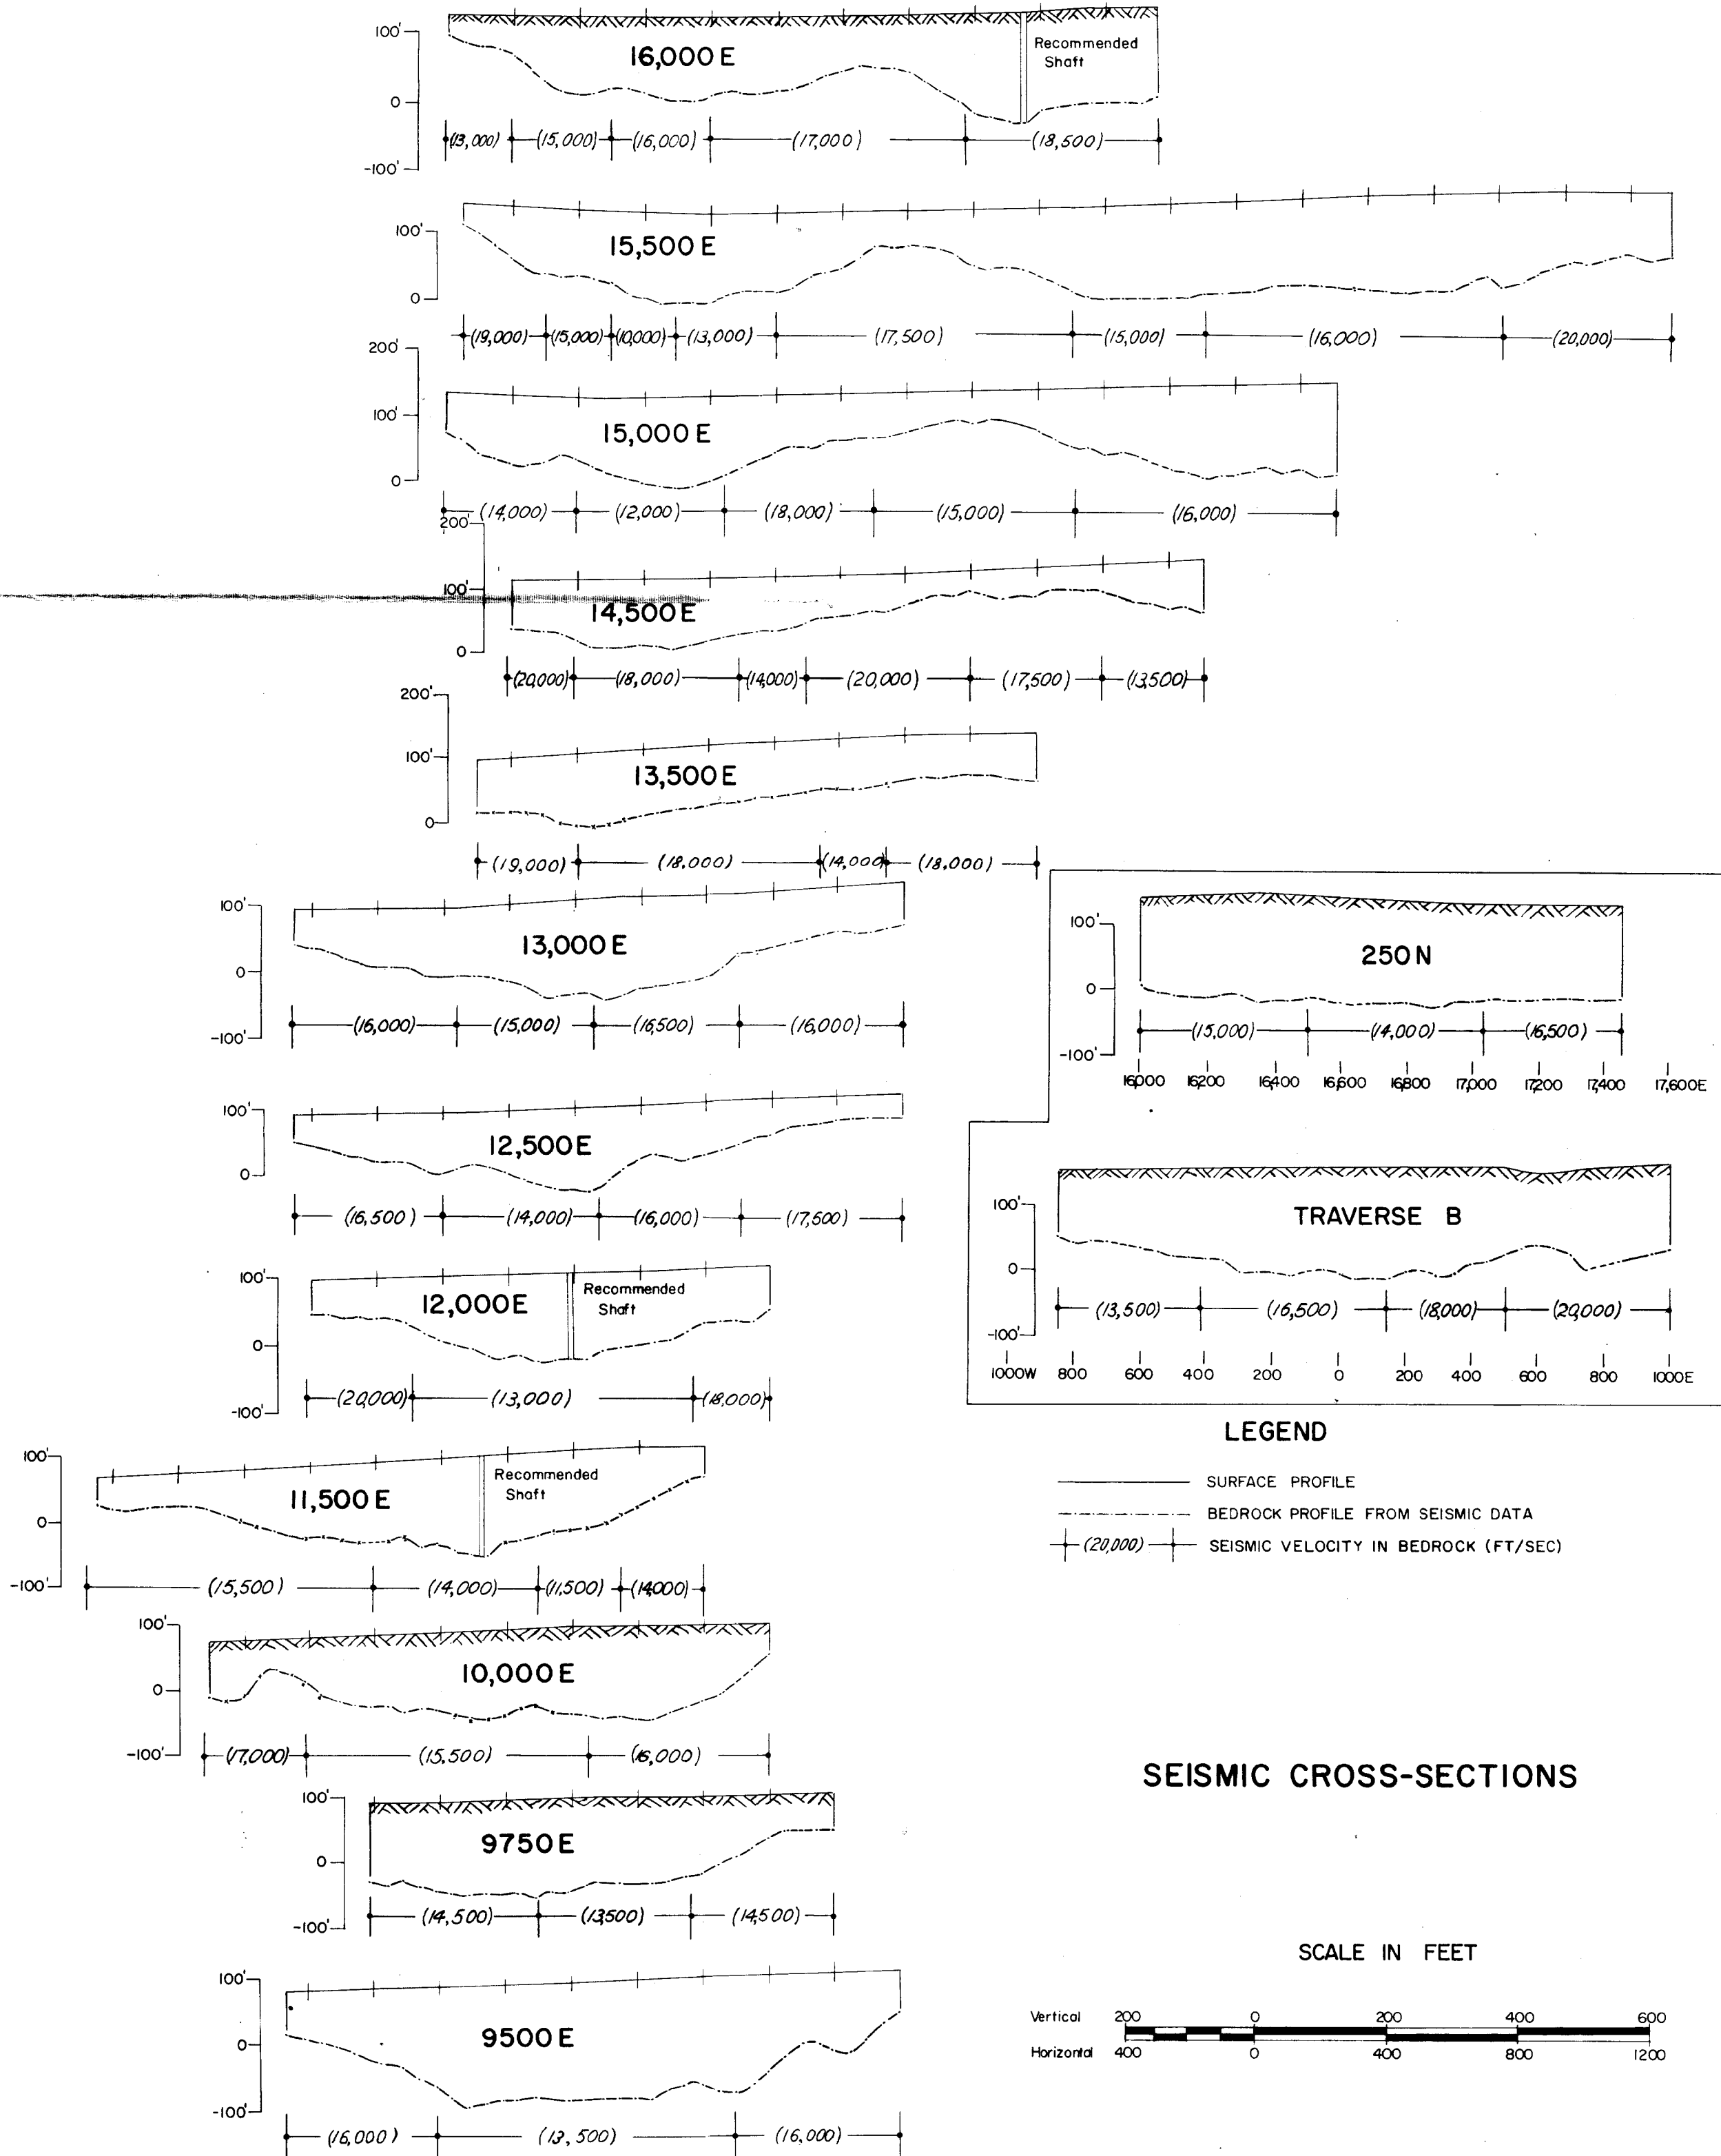 100'
0
-100'
16,000 E
Recommended
Shaft
(13,000) (15,000) (16,000) (17,000) (18,500)
100'
0
15,500 E
(19,000) (15,000) (10,000) (13,000) (17,500) (15,000) (16,000) (20,000)
200'
100'
0
15,000 E
(14,000) (12,000) (18,000) (15,000) (16,000)
200'
100'
0
14,500 E
(20,000) (18,000) (14,000) (20,000) (17,500) (13,500)
200'
100'
0
13,500 E
(19,000) (18,000) (14,000) (18,000)
100'
0
-100'
13,000 E
(16,000) (15,000) (16,500) (16,000)
100'
0
-100'
250 N
(15,000) (14,000) (16,500)
16,000 16,200 16,400 16,600 16,800 17,000 17,200 17,400 17,600E
100'
0
12,500 E
(16,500) (14,000) (16,000) (17,500)
100'
0
-100'
TRAVERSE B
(13,500) (16,500) (18,000) (20,000)
1000W 800 600 400 200 0 200 400 600 800 1000E
100'
0
-100'
12,000 E
Recommended
Shaft
(20,000) (13,000) (18,000)
LEGEND
SURFACE PROFILE
BEDROCK PROFILE FROM SEISMIC DATA
(20,000) SEISMIC VELOCITY IN BEDROCK (FT/SEC)
100'
0
-100'
11,500 E
Recommended
Shaft
(15,500) (14,000) (11,500) (14,000)
100'
0
-100'
10,000 E
(17,000) (15,500) (16,000)
SEISMIC CROSS-SECTIONS
100'
0
-100'
9750 E
(14,500) (13,500) (14,500)
100'
0
-100'
9500 E
(16,000) (13,500) (16,000)
SCALE IN FEET
Vertical 200 0 200 400 600
Horizontal 400 0 400 800 1200